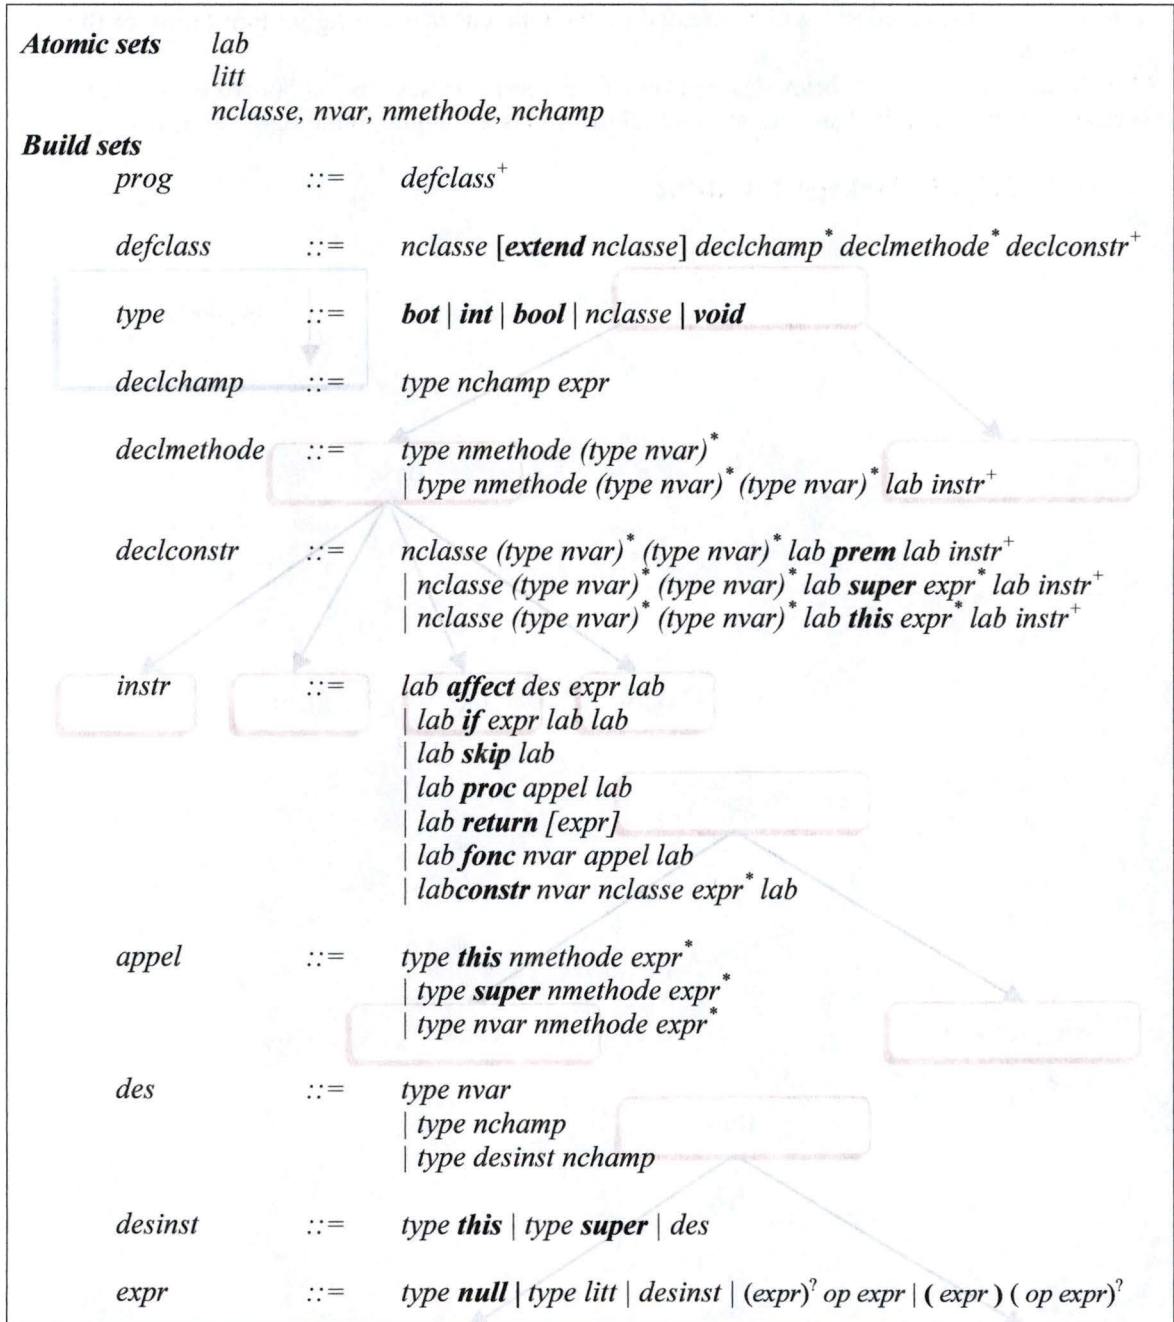 Atomic sets lab
litt
nclasse, nvar, nmethode, nchamp
Build sets
prog ::= defclass⁺
defclass ::= nclasse [extend nclasse] declchamp* declmethode* declconstr⁺
type ::= bot | int | bool | nclasse | void
declchamp ::= type nchamp expr
declmethode ::= type nmethode (type nvar)*
| type nmethode (type nvar)* (type nvar)* lab instr⁺
declconstr ::= nclasse (type nvar)* (type nvar)* lab prem lab instr⁺
| nclasse (type nvar)* (type nvar)* lab super expr* lab instr⁺
| nclasse (type nvar)* (type nvar)* lab this expr* lab instr⁺
instr ::= lab affect des expr lab
| lab if expr lab lab
| lab skip lab
| lab proc appel lab
| lab return [expr]
| lab fonc nvar appel lab
| labconstr nvar nclasse expr* lab
appel ::= type this nmethode expr*
| type super nmethode expr*
| type nvar nmethode expr*
des ::= type nvar
| type nchamp
| type desinst nchamp
desinst ::= type this | type super | des
expr ::= type null | type litt | desinst | (expr)? op expr | ( expr ) ( op expr)?